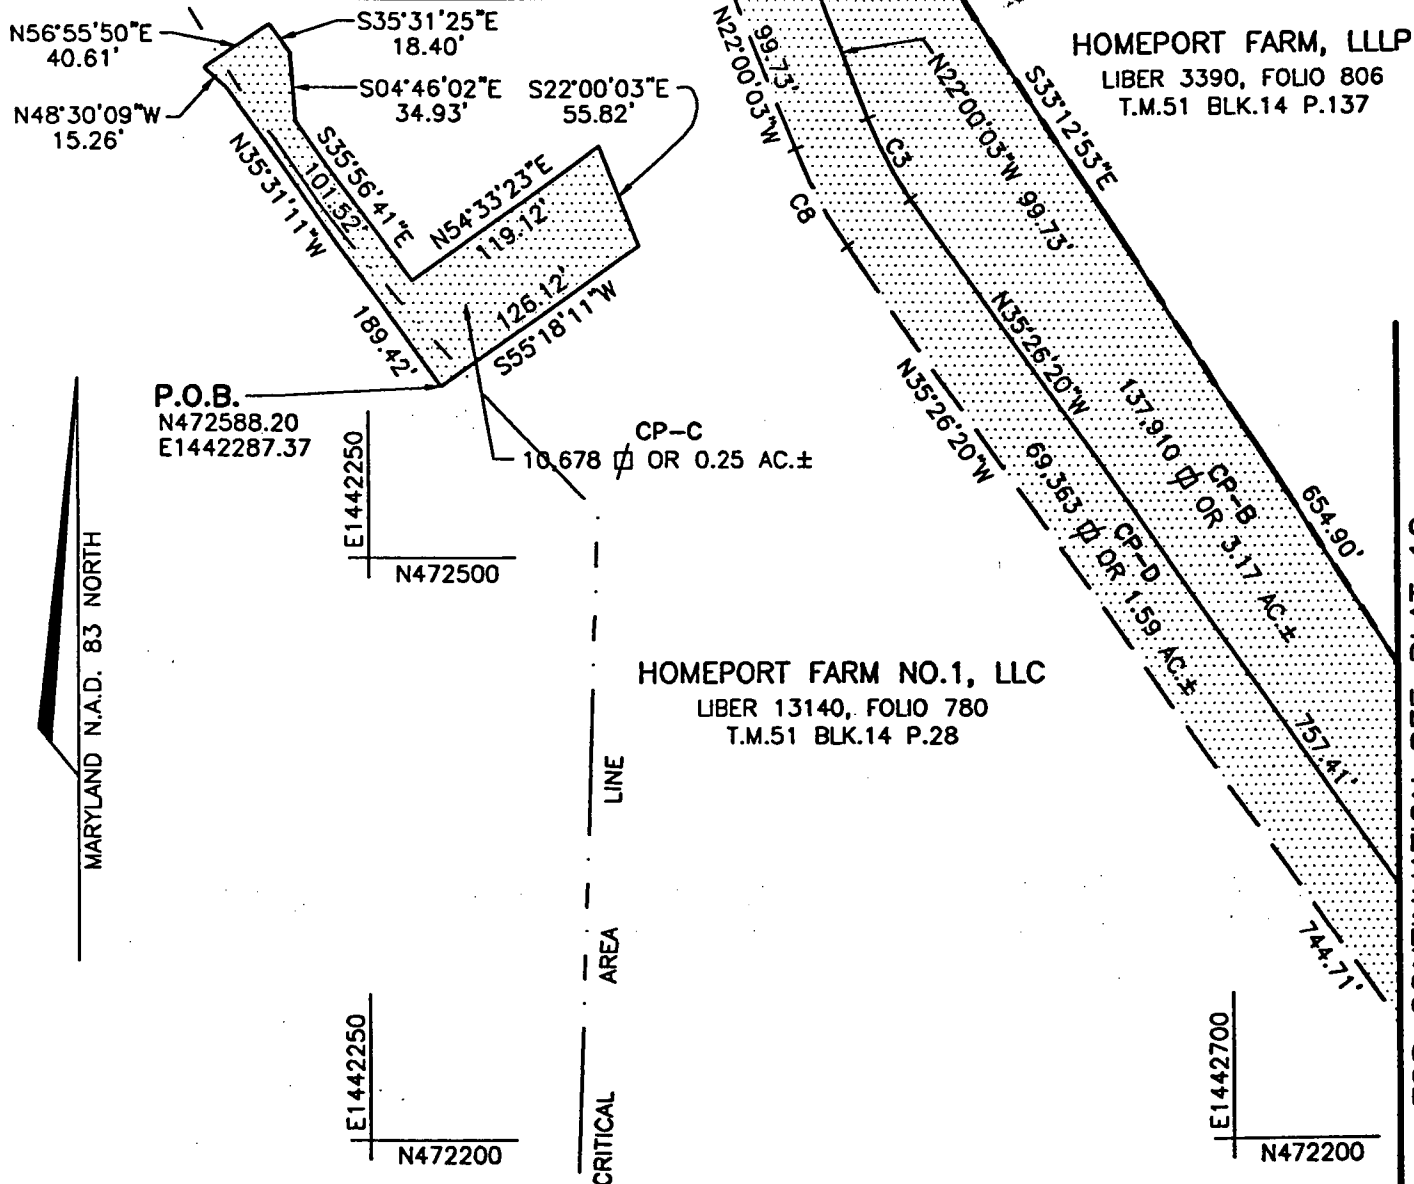 N56°55'50"E
40.61'
S35°31'25"E
18.40'
N48°30'09"W
15.26'
S04°46'02"E
34.93'
S22°00'03"E
55.82'
S35°56'41"E
101.52'
N35°31'11"W
189.42'
N54°33'23"E
119.12'
126.12'
S55°18'11"W
P.O.B.
N472588.20
E1442287.37
CP-C
10,678 OR 0.25 AC.±
E1442250
N472500
MARYLAND N.A.D. 83 NORTH
N22°00'03"W
99.73'
C8
C3
N22°00'03"W 99.73'
S33°12'53"E
654.90'
HOMEPORT FARM, LLLP
LIBER 3390, FOLIO 806
T.M.51 BLK.14 P.137
N35°26'20"W
757.41'
N35°26'20"W
744.71'
CP-B
137,910 OR 3.17 AC.±
CP-D
69,363 OR 1.59 AC.±
HOMEPORT FARM NO.1, LLC
LIBER 13140, FOLIO 780
T.M.51 BLK.14 P.28
CRITICAL AREA LINE
E1442250
N472200
E1442700
N472200